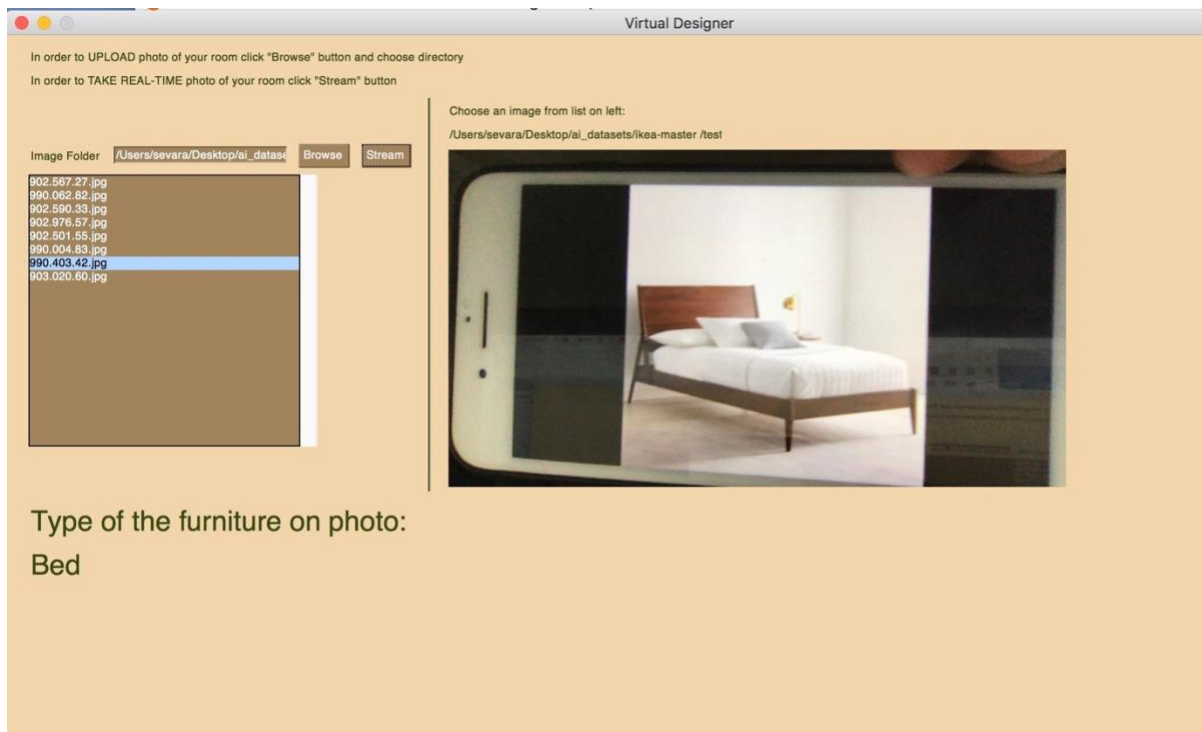 Virtual Designer
In order to UPLOAD photo of your room click "Browse" button and choose directory
In order to TAKE REAL-TIME photo of your room click "Stream" button
Image Folder /Users/sevara/Desktop/ai_datase Browse Stream
902.567.27.jpg
990.062.82.jpg
902.590.33.jpg
902.976.57.jpg
902.501.55.jpg
990.004.83.jpg
990.403.42.jpg
903.020.60.jpg
Choose an image from list on left:
/Users/sevara/Desktop/ai_datasets/ikea-master /test
Type of the furniture on photo:
Bed